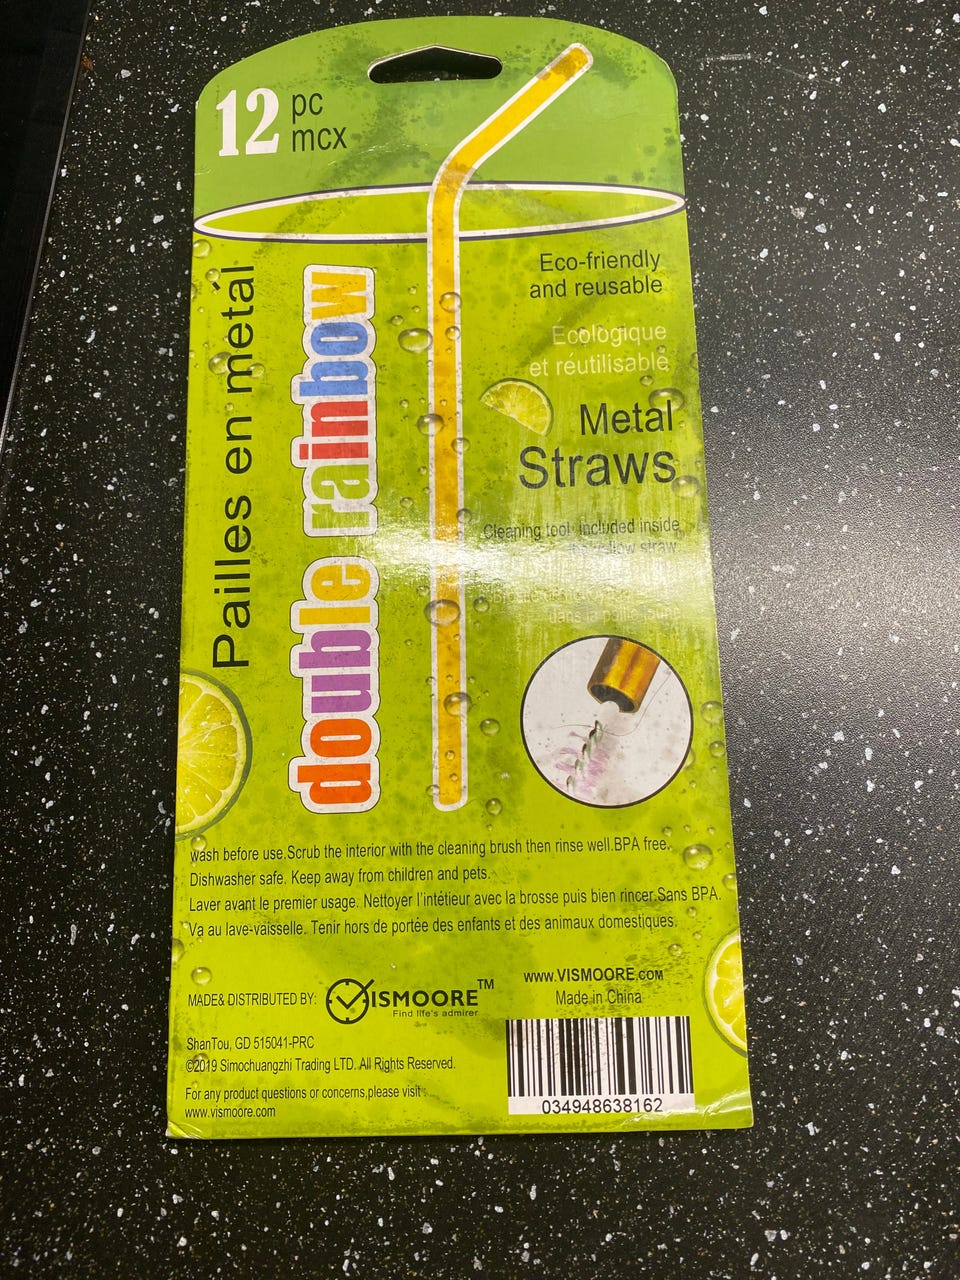 12 pc
mcx
Pailles en métal
double rainbow
Eco-friendly
and reusable
Écologique
et réutilisable
Metal
Straws
Cleaning tool included inside
straw
dans la paille
wash before use.Scrub the interior with the cleaning brush then rinse well.BPA free.
Dishwasher safe. Keep away from children and pets.
Laver avant le premier usage. Nettoyer l'intétieur avec la brosse puis bien rincer.Sans BPA.
Va au lave-vaisselle. Tenir hors de portée des enfants et des animaux domestiques.
MADE& DISTRIBUTED BY: VISMOORE™
Find life's admirer
www.VISMOORE.COM
Made in China
ShanTou, GD 515041-PRC
©2019 Simochuangzhi Trading LTD. All Rights Reserved.
For any product questions or concerns,please visit :
www.vismoore.com
034948638162